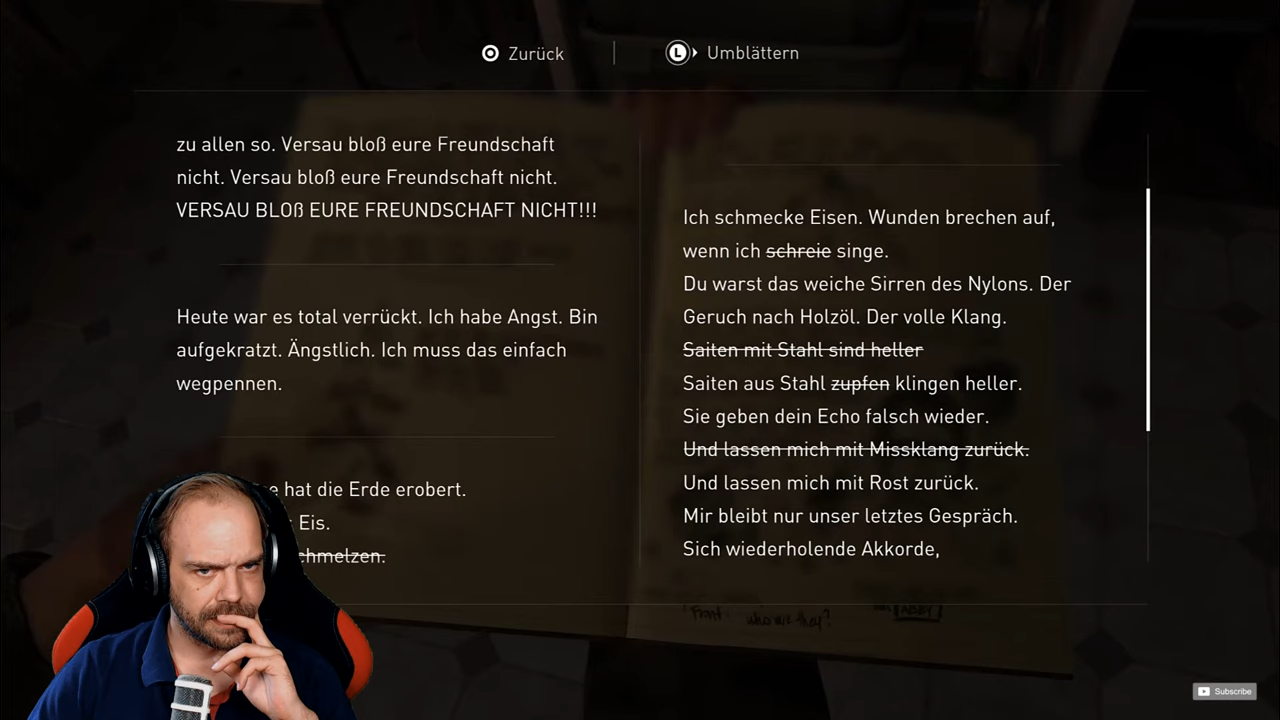 Zurück
L Umblättern
zu allen so. Versau bloß eure Freundschaft
nicht. Versau bloß eure Freundschaft nicht.
VERSAU BLOß EURE FREUNDSCHAFT NICHT!!!
Heute war es total verrückt. Ich habe Angst. Bin
aufgekratzt. Ängstlich. Ich muss das einfach
wegpennen.
hat die Erde erobert.
Eis.
Ich schmecke Eisen. Wunden brechen auf,
wenn ich schreie singe.
Du warst das weiche Sirren des Nylons. Der
Geruch nach Holzöl. Der volle Klang.
Saiten mit Stahl sind heller
Saiten aus Stahl zupfen klingen heller.
Sie geben dein Echo falsch wieder.
Und lassen mich mit Missklang zurück.
Und lassen mich mit Rost zurück.
Mir bleibt nur unser letztes Gespräch.
Sich wiederholende Akkorde,
who are they?
ABBY
Subscribe